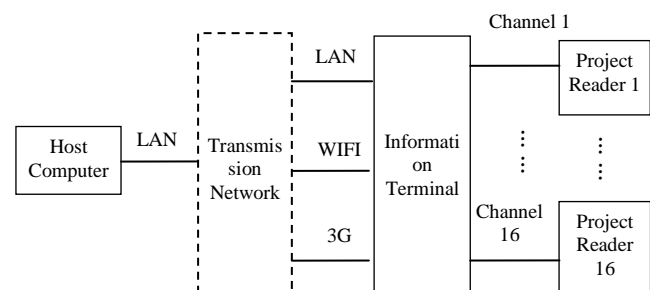 Host
Computer
LAN
Transmis
sion
Network
LAN
WIFI
3G
Informati
on
Terminal
Channel 1
Channel
16
Project
Reader 1
Project
Reader
16